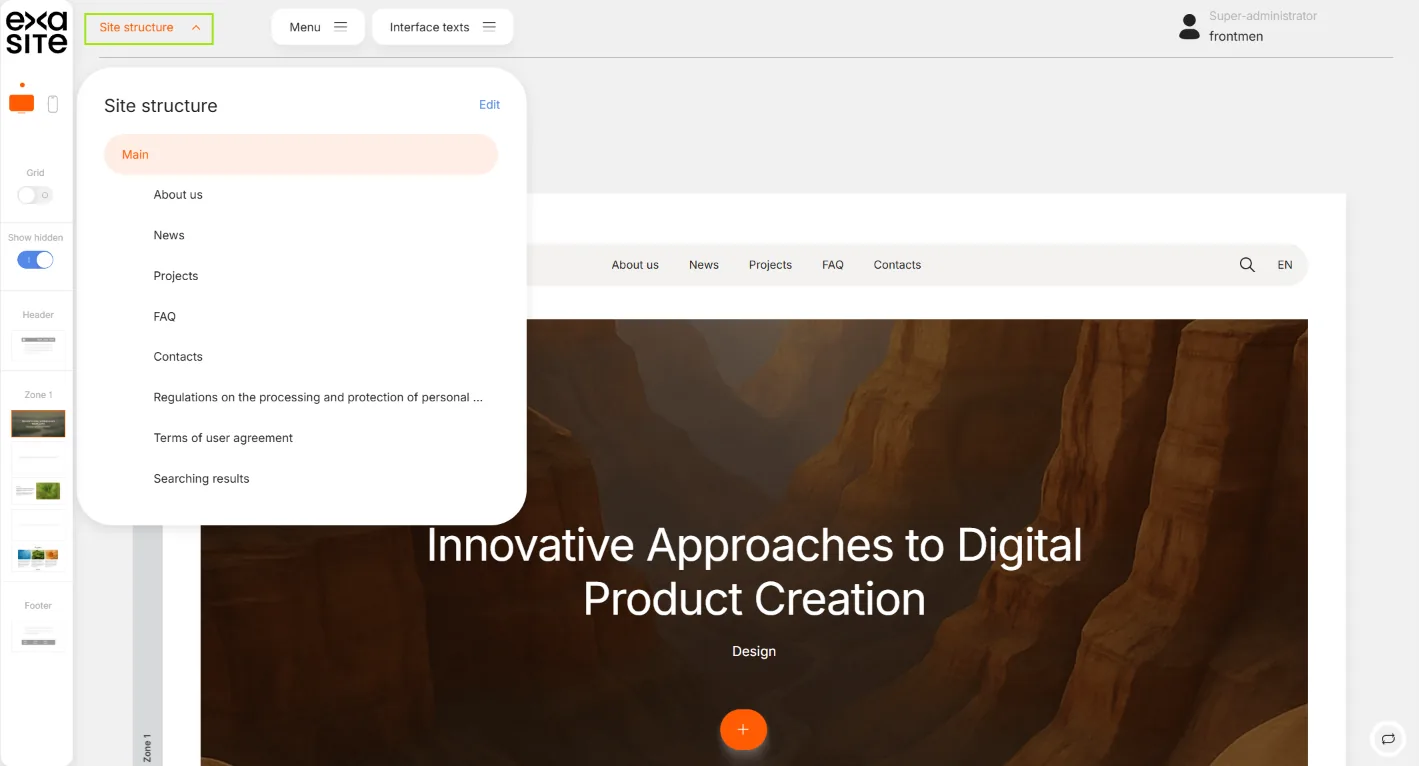 exa
SITE
Site structure
Menu
Interface texts
Super-administrator
frontmen
Site structure
Edit
Main
About us
News
Projects
FAQ
Contacts
Regulations on the processing and protection of personal ...
Terms of user agreement
Searching results
Grid
Show hidden
Header
Zone 1
Footer
About us
News
Projects
FAQ
Contacts
EN
Innovative Approaches to Digital
Product Creation
Design
Zone 1